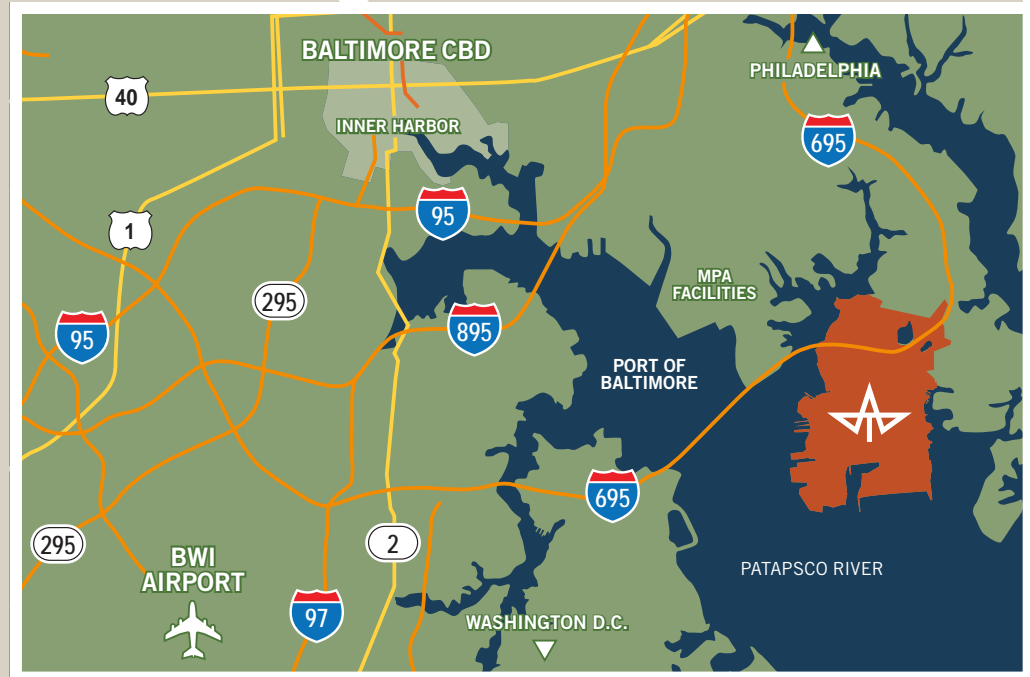 BALTIMORE CBD
PHILADELPHIA
40
INNER HARBOR
695
95
1
MPA
FACILITIES
295
895
95
PORT OF
BALTIMORE
695
295
2
BWI
AIRPORT
PATAPSCO RIVER
97
WASHINGTON D.C.